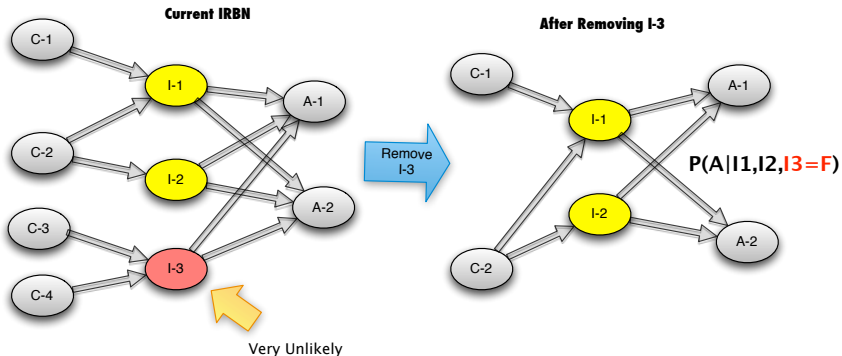 Current IRBN
After Removing I-3
C-1
I-1
A-1
C-2
I-2
A-2
C-3
I-3
C-4
Very Unlikely
Remove
I-3
C-1
A-1
I-1
P(A|I1,I2,I3=F)
I-2
A-2
C-2